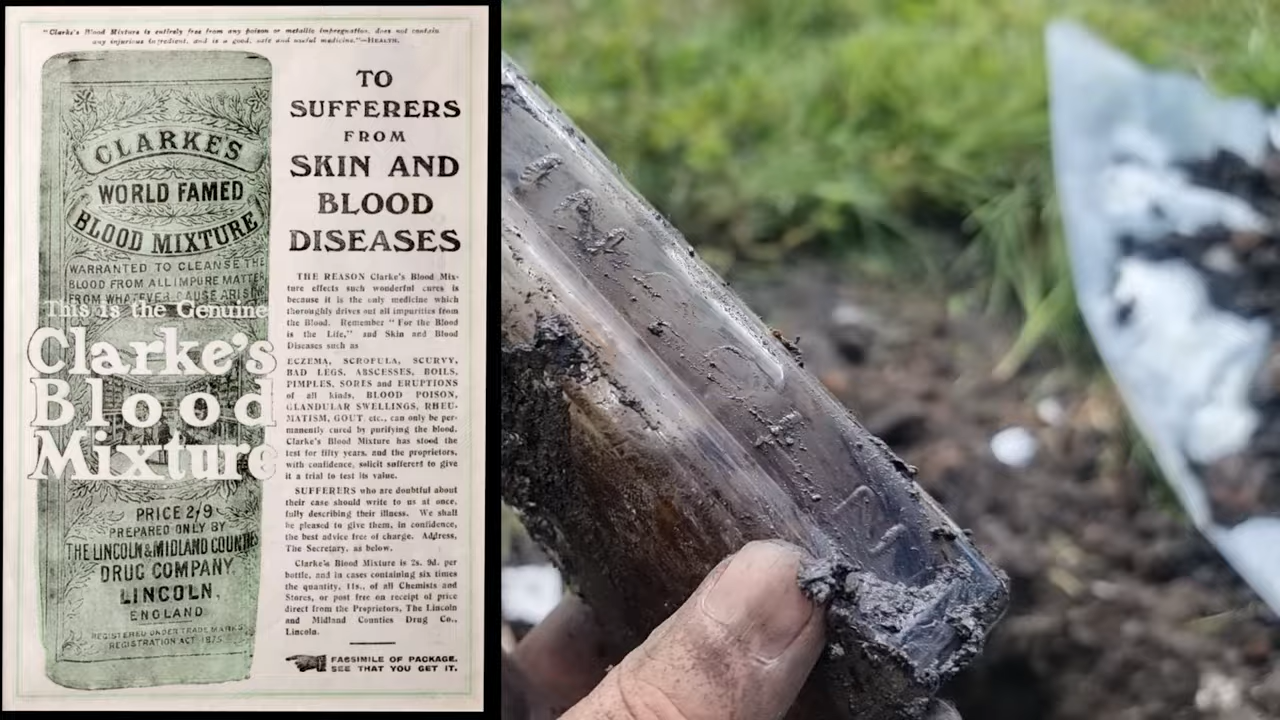 "Clarke's Blood Mixture is entirely free from any poison or metallic impregnation, does not contain
any injurious ingredient, and is a good, safe and useful medicine."—HEALTH.
CLARKE'S
WORLD FAMED
BLOOD MIXTURE
WARRANTED TO CLEANSE THE
BLOOD FROM ALL IMPURE MATTER
FROM WHATEVER CAUSE ARISING
This is the Genuine
Clarke's
Blood
Mixture
PRICE 2/9
PREPARED ONLY BY
THE LINCOLN & MIDLAND COUNTIES
DRUG COMPANY
LINCOLN,
ENGLAND
REGISTERED UNDER TRADE MARKS
REGISTRATION ACT, 1875
TO
SUFFERERS
FROM
SKIN AND
BLOOD
DISEASES
THE REASON Clarke's Blood Mix-
ture effects such wonderful cures is
because it is the only medicine which
thoroughly drives out all impurities from
the Blood. Remember "For the Blood
is the Life," and Skin and Blood
Diseases such as
ECZEMA, SCROFULA, SCURVY,
BAD LEGS, ABSCESSES, BOILS,
PIMPLES, SORES and ERUPTIONS
of all kinds, BLOOD POISON,
GLANDULAR SWELLINGS, RHEU-
MATISM, GOUT, etc., can only be per-
manently cured by purifying the blood.
Clarke's Blood Mixture has stood the
test for fifty years, and the proprietors,
with confidence, solicit sufferers to give
it a trial to test its value.
SUFFERERS who are doubtful about
their case should write to us at once,
fully describing their illness. We shall
be pleased to give them, in confidence,
the best advice free of charge. Address,
The Secretary, as below.
Clarke's Blood Mixture is 2s. 9d. per
bottle, and in cases containing six times
the quantity, 11s., of all Chemists and
Stores, or post free on receipt of price
direct from the Proprietors, The Lincoln
and Midland Counties Drug Co.,
Lincoln.
FACSIMILE OF PACKAGE.
SEE THAT YOU GET IT.